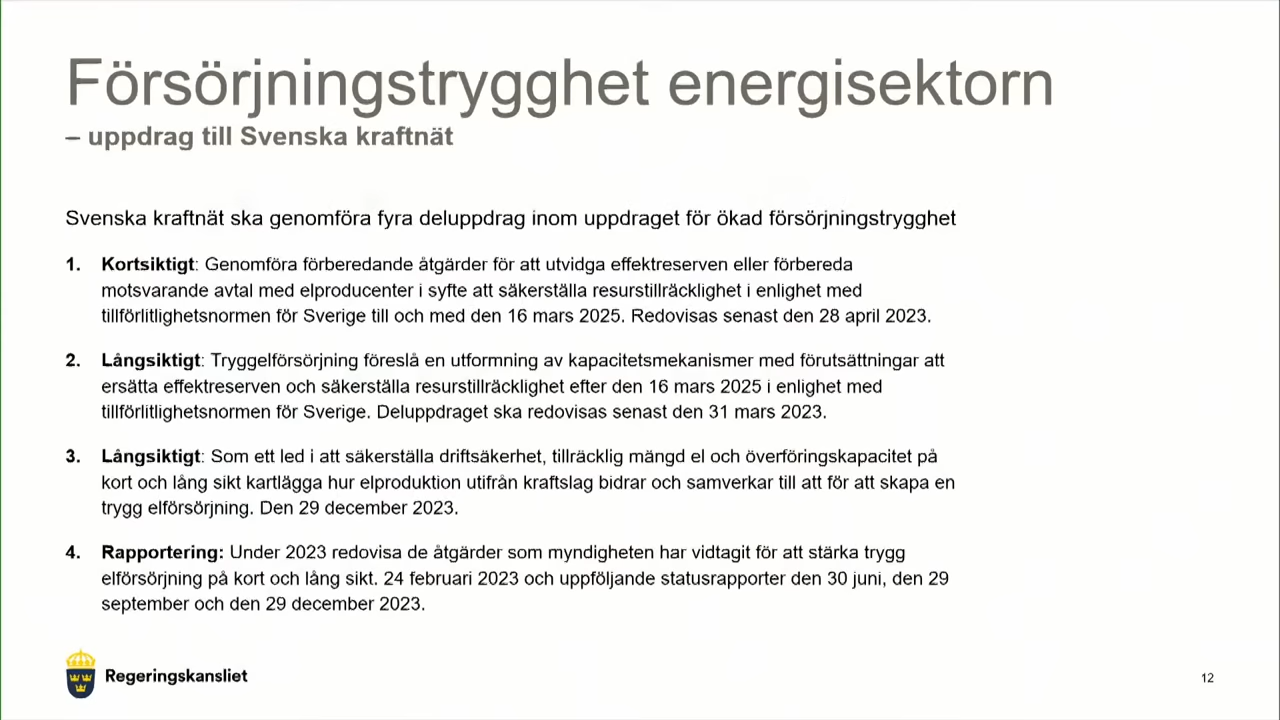 Försörjningstrygghet energisektorn
– uppdrag till Svenska kraftnät
Svenska kraftnät ska genomföra fyra deluppdrag inom uppdraget för ökad försörjningstrygghet
1. Kortsiktigt: Genomföra förberedande åtgärder för att utvidga effektreserven eller förbereda
motsvarande avtal med elproducenter i syfte att säkerställa resurstillräcklighet i enlighet med
tillförlitlighetsnormen för Sverige till och med den 16 mars 2025. Redovisas senast den 28 april 2023.
2. Långsiktigt: Tryggelförsörjning föreslå en utformning av kapacitetsmekanismer med förutsättningar att
ersätta effektreserven och säkerställa resurstillräcklighet efter den 16 mars 2025 i enlighet med
tillförlitlighetsnormen för Sverige. Deluppdraget ska redovisas senast den 31 mars 2023.
3. Långsiktigt: Som ett led i att säkerställa driftsäkerhet, tillräcklig mängd el och överföringskapacitet på
kort och lång sikt kartlägga hur elproduktion utifrån kraftslag bidrar och samverkar till att för att skapa en
trygg elförsörjning. Den 29 december 2023.
4. Rapportering: Under 2023 redovisa de åtgärder som myndigheten har vidtagit för att stärka trygg
elförsörjning på kort och lång sikt. 24 februari 2023 och uppföljande statusrapporter den 30 juni, den 29
september och den 29 december 2023.
Regeringskansliet
12